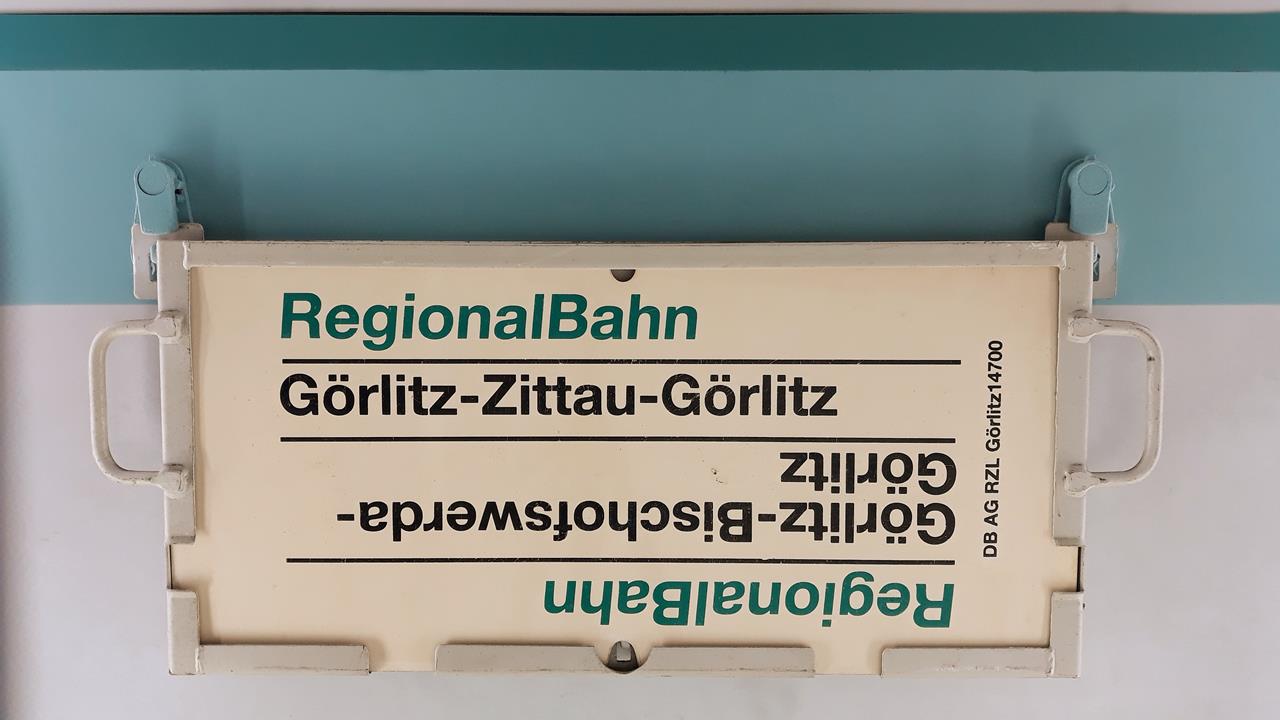 RegionalBahn
Görlitz-Zittau-Görlitz
RegionalBahn
Görlitz-Bischofswerda-
Görlitz
DB AG RZL Görlitz14700